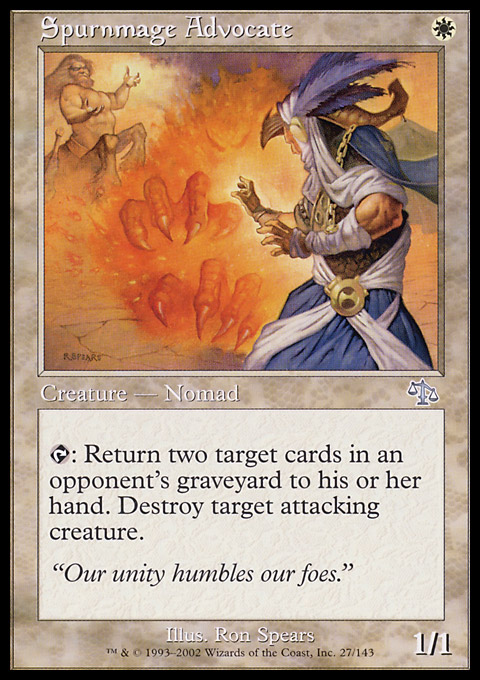 Spurnmage Advocate
R. SPEARS
Creature — Nomad
: Return two target cards in an
opponent's graveyard to his or her
hand. Destroy target attacking
creature.
“Our unity humbles our foes.”
Illus. Ron Spears
™ & © 1993–2002 Wizards of the Coast, Inc. 27/143
1/1